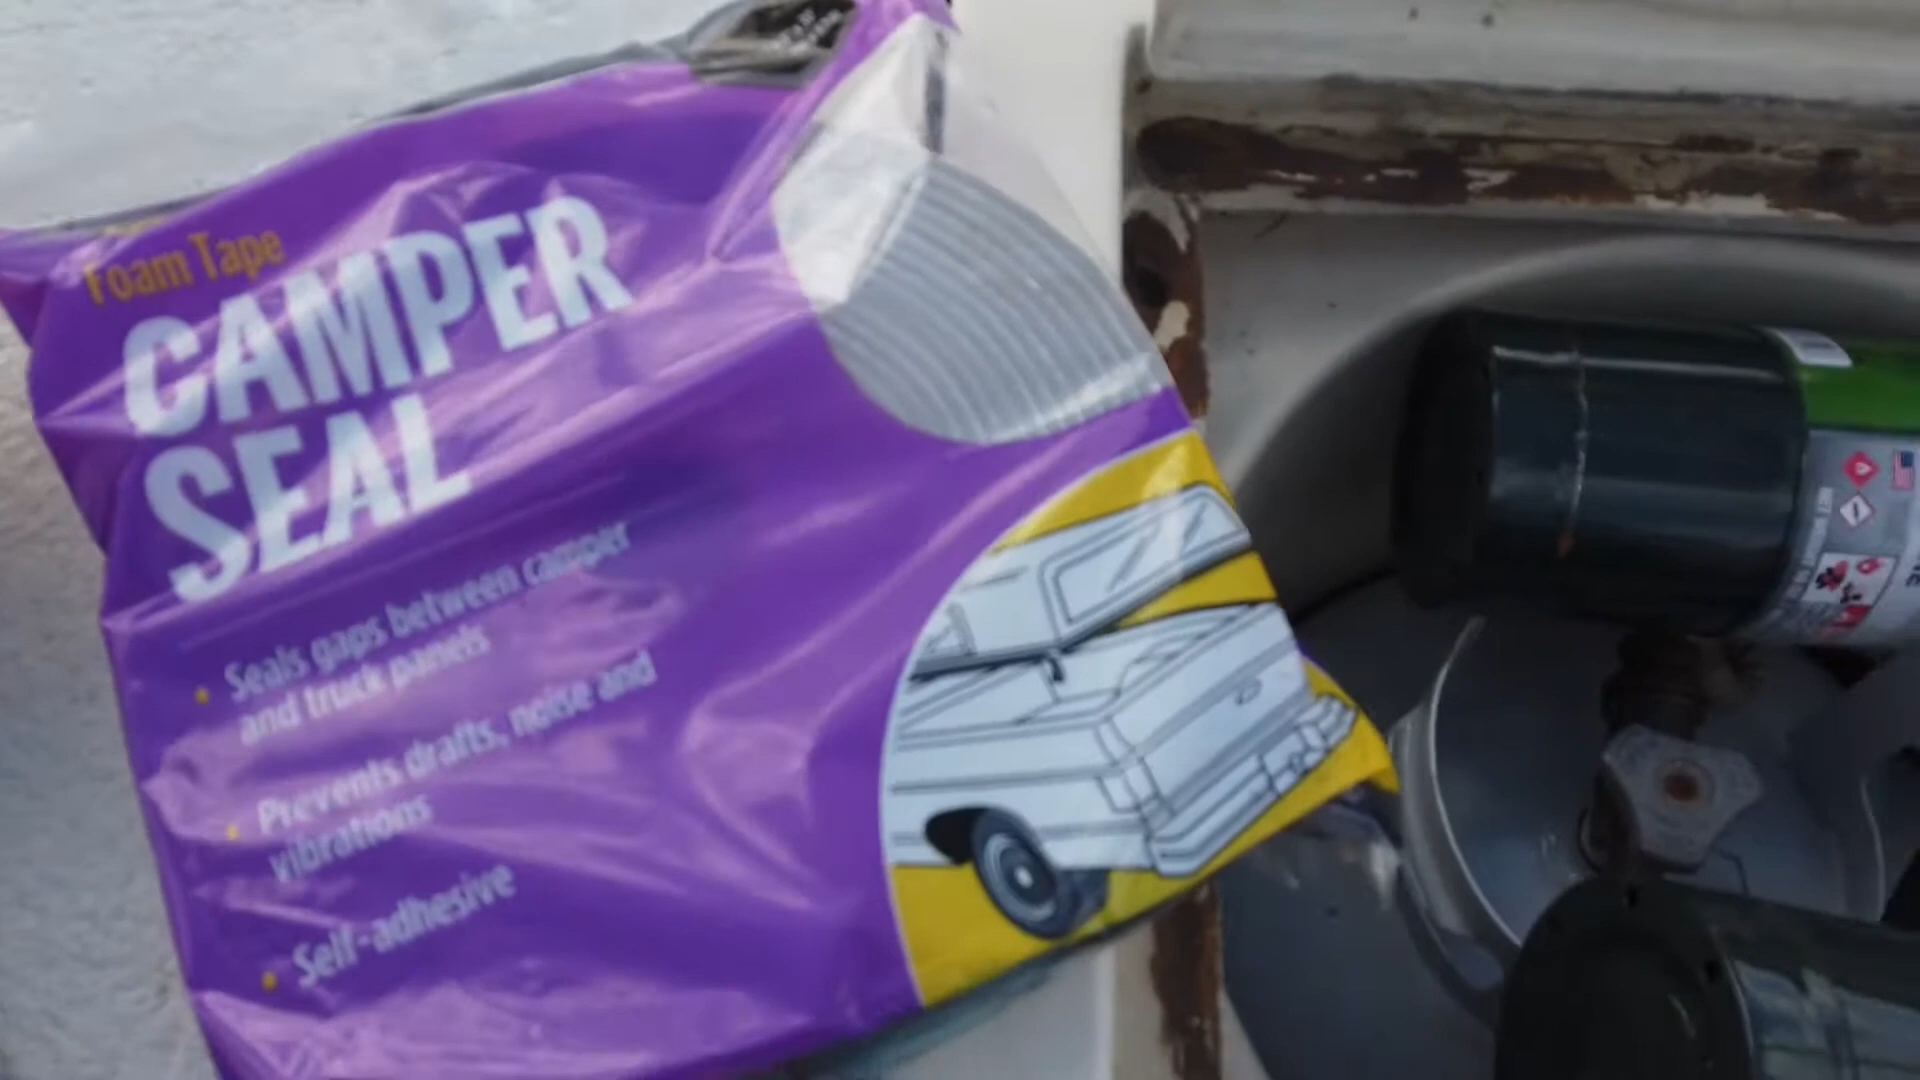 Foam Tape
CAMPER
SEAL
Seals gaps between camper
and truck panels
Prevents drafts, noise and
vibrations
Self-adhesive